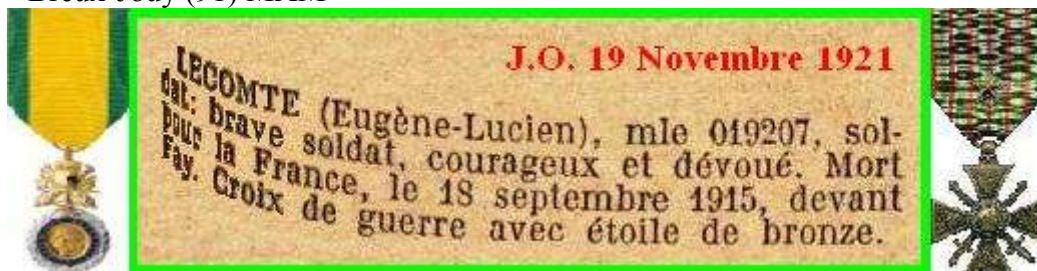 J.O. 19 Novembre 1921
LECOMTE (Eugène-Lucien), mle 019207, sol-
dat: brave soldat, courageux et dévoué. Mort
pour la France, le 18 septembre 1915, devant
Fay. Croix de guerre avec étoile de bronze.